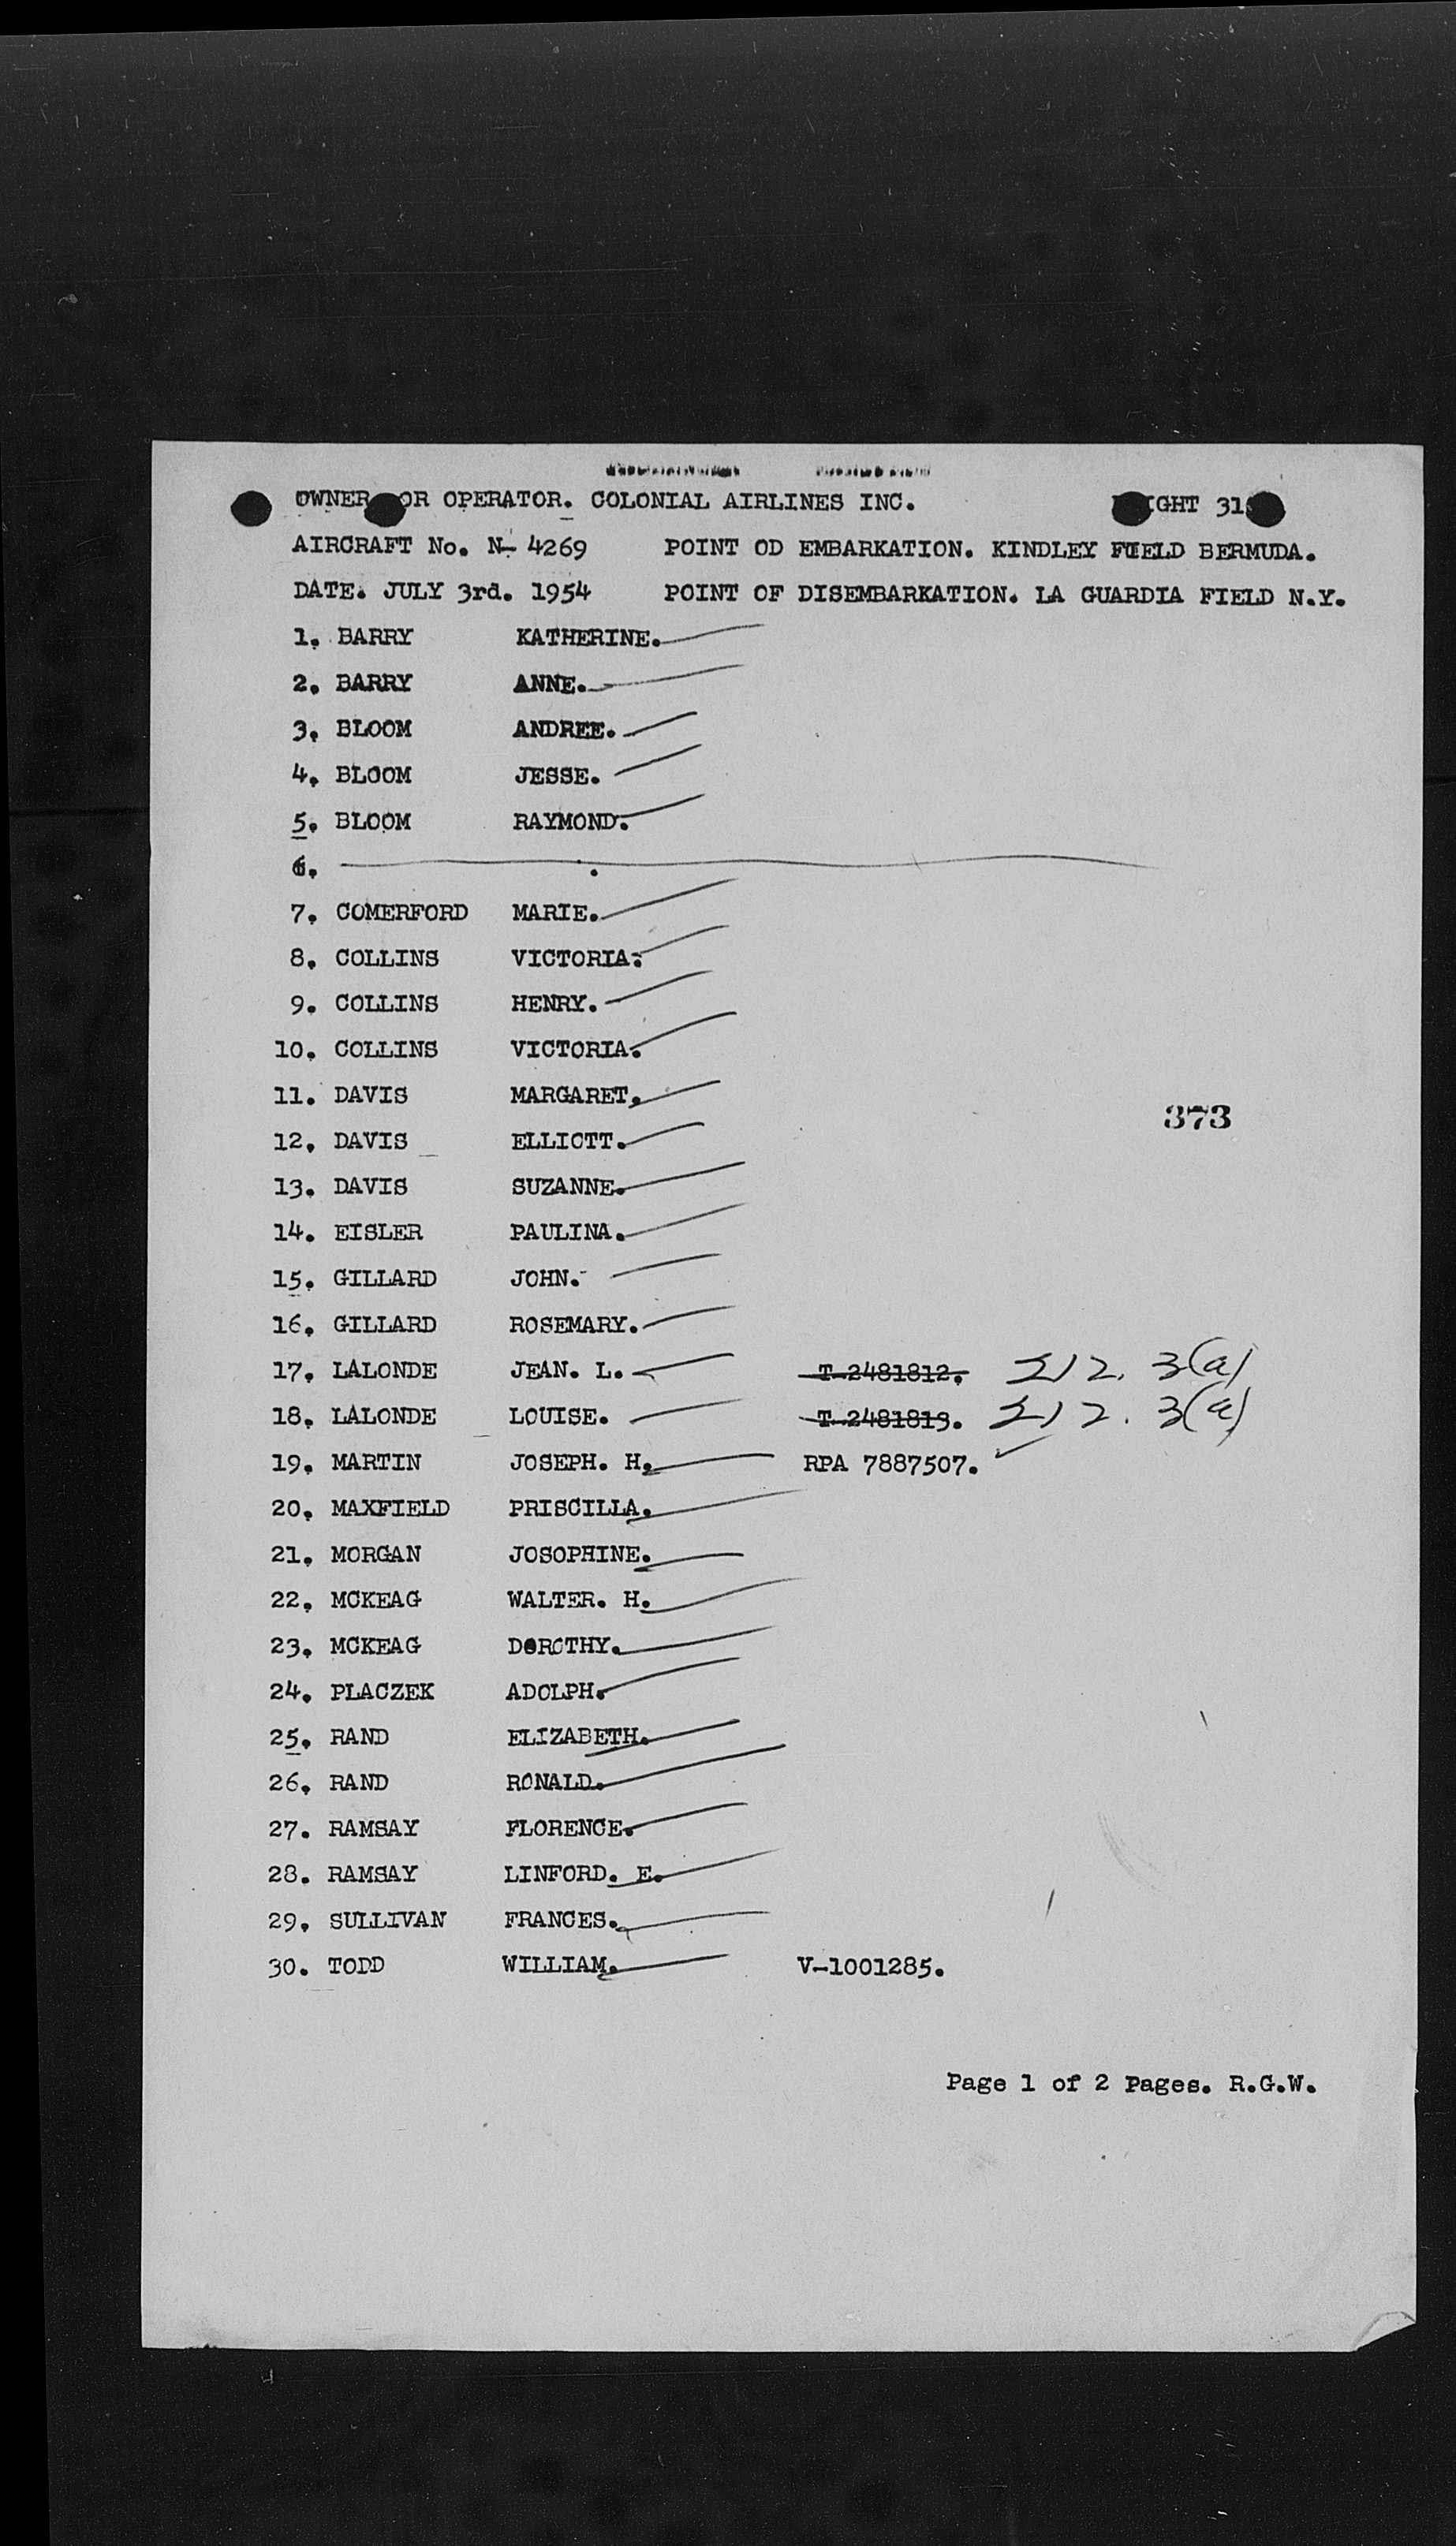 OWNER OR OPERATOR. COLONIAL AIRLINES INC. 31
AIRCRAFT No. N- 4269 POINT OD EMBARKATION. KINDLEY FIELD BERMUDA.
DATE. JULY 3rd. 1954 POINT OF DISEMBARKATION. LA GUARDIA FIELD N.Y.
1. BARRY KATHERINE.
2. BARRY ANNE.
3. BLOOM ANDREE.
4. BLOOM JESSE.
5. BLOOM RAYMOND.
6. .
7. COMERFORD MARIE.
8. COLLINS VICTORIA.
9. COLLINS HENRY.
10. COLLINS VICTORIA.
11. DAVIS MARGARET.
373
12. DAVIS ELLIOTT.
13. DAVIS SUZANNE.
14. EISLER PAULINA.
15. GILLARD JOHN.
16. GILLARD ROSEMARY.
17. LALONDE JEAN. L. T-2481812. 212. 3(a)
18. LALONDE LOUISE. T-2481813. 212. 3(a)
19. MARTIN JOSEPH. H. RPA 7887507.
20. MAXFIELD PRISCILLA.
21. MORGAN JOSOPHINE.
22. MCKEAG WALTER. H.
23. MCKEAG DOROTHY.
24. PLACZEK ADOLPH.
25. RAND ELIZABETH.
26. RAND RONALD.
27. RAMSAY FLORENCE.
28. RAMSAY LINFORD. E.
29. SULLIVAN FRANCES.
30. TODD WILLIAM. V-1001285.
Page 1 of 2 Pages. R.G.W.